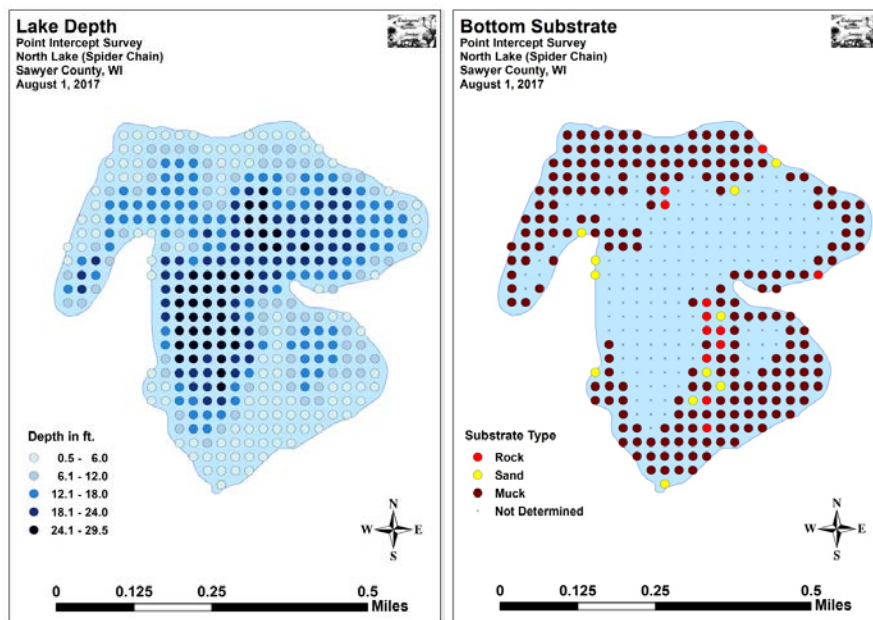 Lake Depth
Point Intercept Survey
North Lake (Spider Chain)
Sawyer County, WI
August 1, 2017
Depth in ft.
0.5 - 6.0
6.1 - 12.0
12.1 - 18.0
18.1 - 24.0
24.1 - 29.5
N
W E
S
0 0.125 0.25 0.5
Miles
Bottom Substrate
Point Intercept Survey
North Lake (Spider Chain)
Sawyer County, WI
August 1, 2017
Substrate Type
Rock
Sand
Muck
Not Determined
N
W E
S
0 0.125 0.25 0.5
Miles